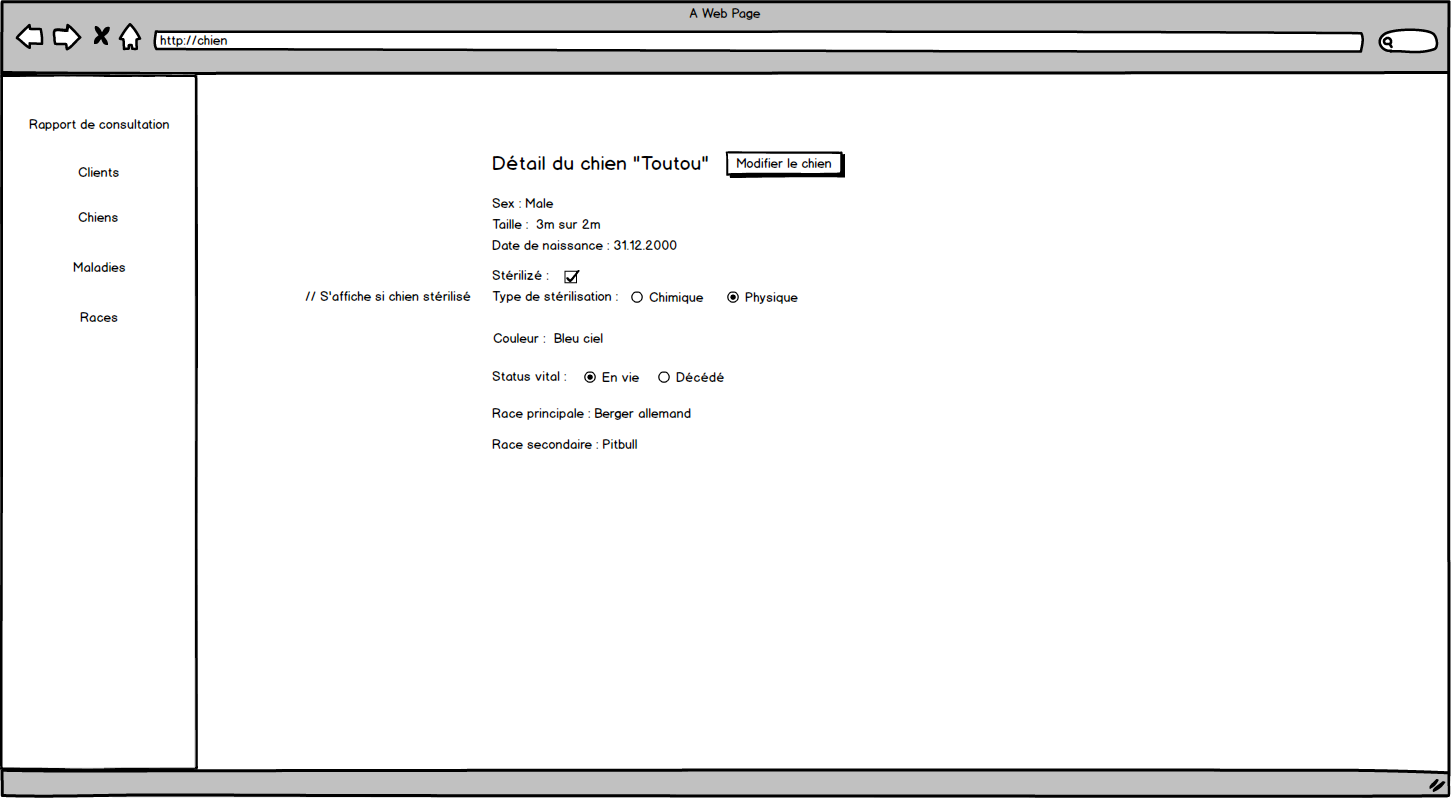 A Web Page
http://chien
Rapport de consultation
Clients
Chiens
Maladies
Races
Détail du chien "Toutou"
Modifier le chien
Sex : Male
Taille : 3m sur 2m
Date de naissance : 31.12.2000
Stérilizé :
// S'affiche si chien stérilisé
Type de stérilisation : Chimique Physique
Couleur : Bleu ciel
Status vital : En vie Décédé
Race principale : Berger allemand
Race secondaire : Pitbull